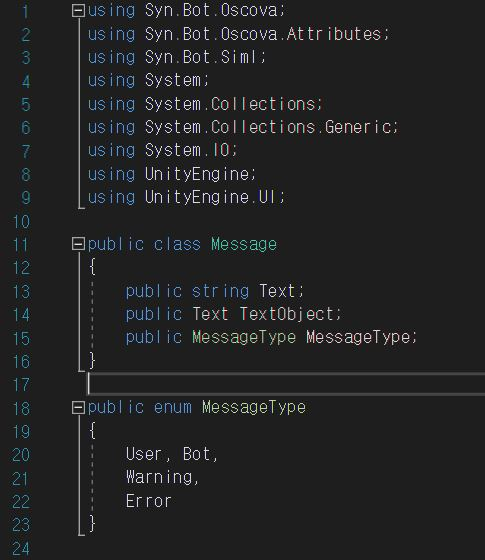 1 using Syn.Bot.Oscova;
2 using Syn.Bot.Oscova.Attributes;
3 using Syn.Bot.Siml;
4 using System;
5 using System.Collections;
6 using System.Collections.Generic;
7 using System.IO;
8 using UnityEngine;
9 using UnityEngine.UI;
10
11 public class Message
12 {
13 public string Text;
14 public Text TextObject;
15 public MessageType MessageType;
16 }
17
18 public enum MessageType
19 {
20 User, Bot,
21 Warning,
22 Error
23 }
24